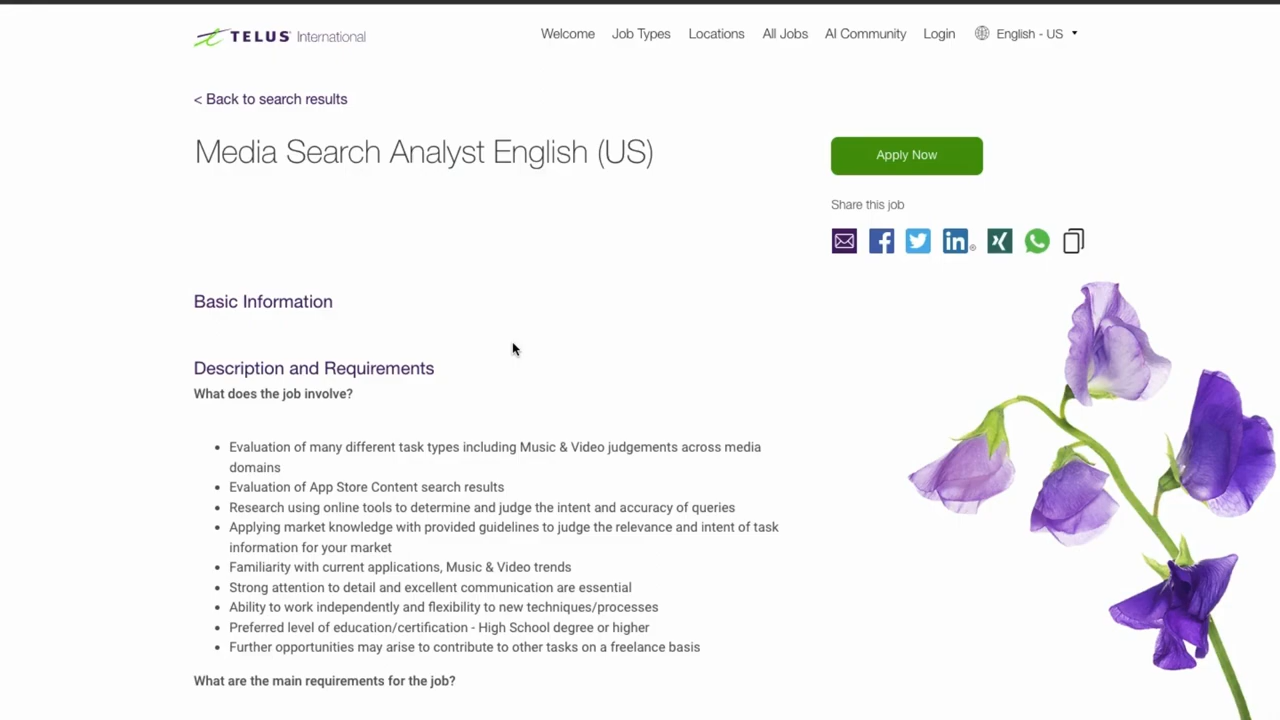 TELUS International
Welcome Job Types Locations All Jobs AI Community Login English - US
< Back to search results
Media Search Analyst English (US)
Apply Now
Share this job
Basic Information
Description and Requirements
What does the job involve?
• Evaluation of many different task types including Music & Video judgements across media
domains
• Evaluation of App Store Content search results
• Research using online tools to determine and judge the intent and accuracy of queries
• Applying market knowledge with provided guidelines to judge the relevance and intent of task
information for your market
• Familiarity with current applications, Music & Video trends
• Strong attention to detail and excellent communication are essential
• Ability to work independently and flexibility to new techniques/processes
• Preferred level of education/certification - High School degree or higher
• Further opportunities may arise to contribute to other tasks on a freelance basis
What are the main requirements for the job?